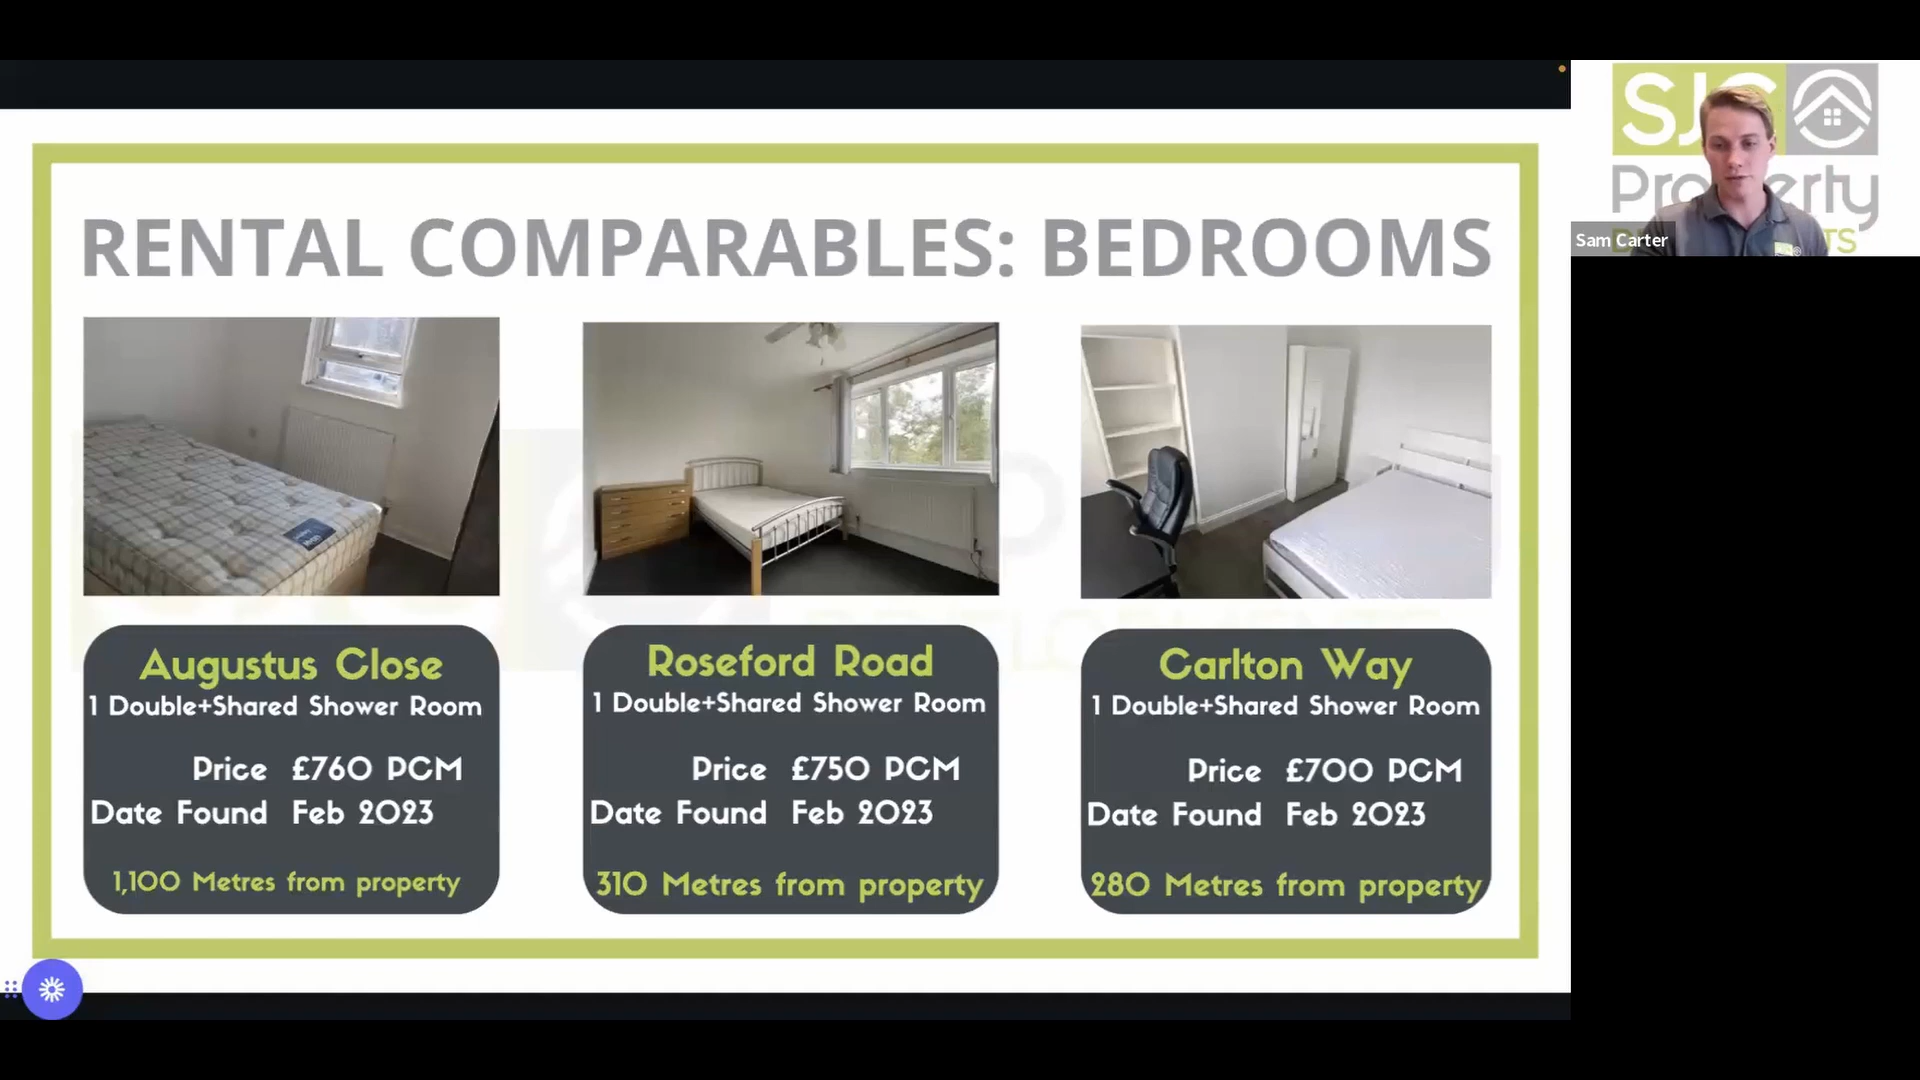 RENTAL COMPARABLES: BEDROOMS
Augustus Close
1 Double+Shared Shower Room
Price £760 PCM
Date Found Feb 2023
1,100 Metres from property
Roseford Road
1 Double+Shared Shower Room
Price £750 PCM
Date Found Feb 2023
310 Metres from property
Carlton Way
1 Double+Shared Shower Room
Price £700 PCM
Date Found Feb 2023
280 Metres from property
SJC
Property
Sam Carter